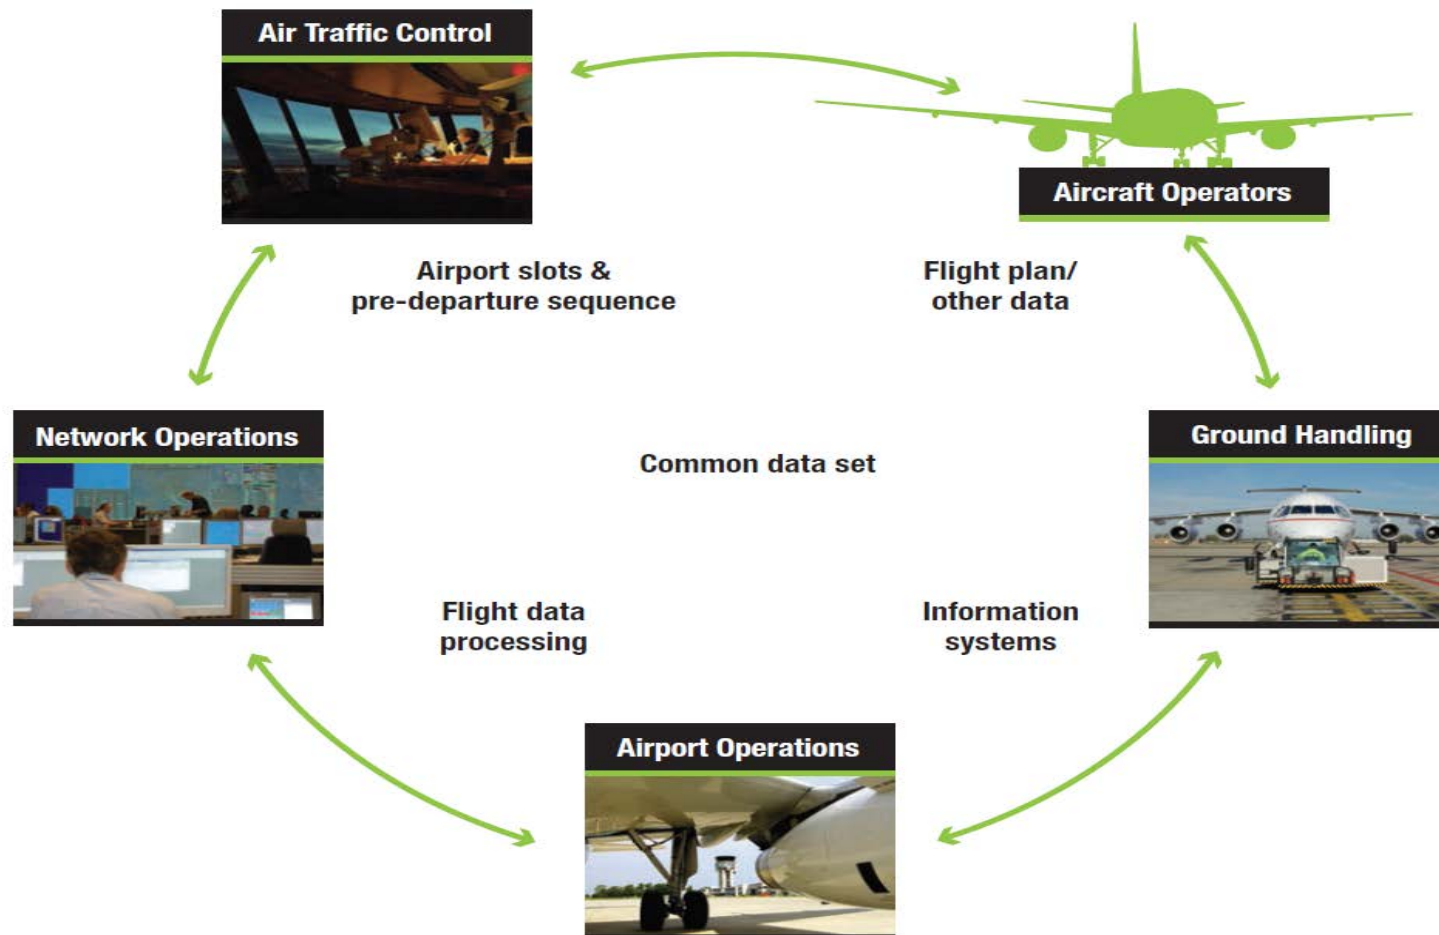 Air Traffic Control
Aircraft Operators
Airport slots &
pre-departure sequence
Flight plan/
other data
Network Operations
Ground Handling
Common data set
Flight data
processing
Information
systems
Airport Operations